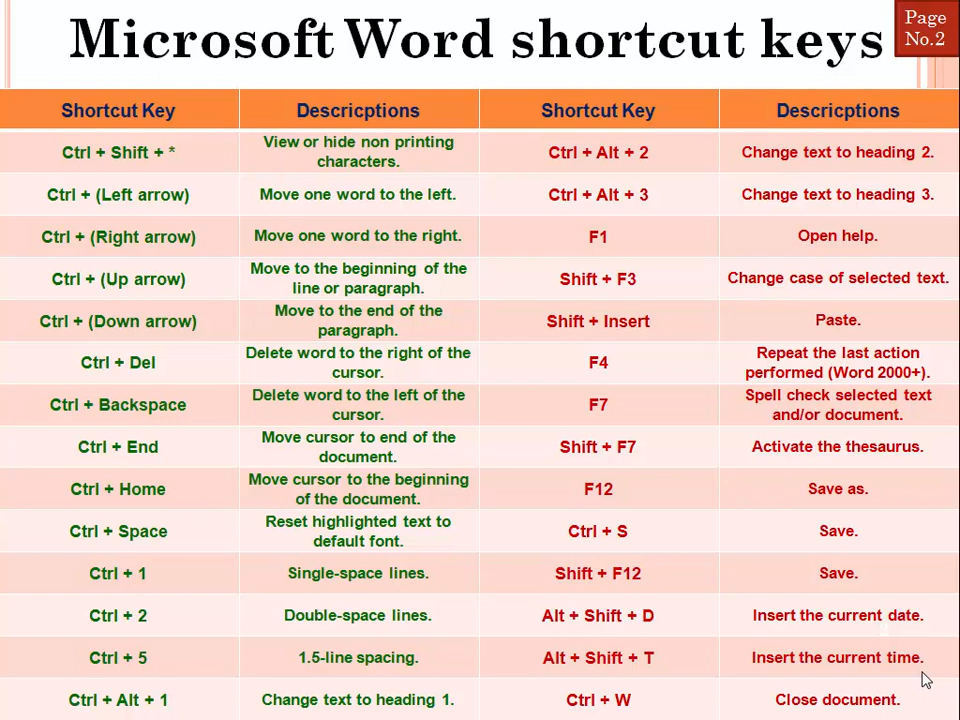 Microsoft Word shortcut keys
Page
No.2
Shortcut Key Descricptions Shortcut Key Descricptions
Ctrl + Shift + * View or hide non printing
characters. Ctrl + Alt + 2 Change text to heading 2.
Ctrl + (Left arrow) Move one word to the left. Ctrl + Alt + 3 Change text to heading 3.
Ctrl + (Right arrow) Move one word to the right. F1 Open help.
Ctrl + (Up arrow) Move to the beginning of the
line or paragraph. Shift + F3 Change case of selected text.
Ctrl + (Down arrow) Move to the end of the
paragraph. Shift + Insert Paste.
Ctrl + Del Delete word to the right of the
cursor. F4 Repeat the last action
performed (Word 2000+).
Ctrl + Backspace Delete word to the left of the
cursor. F7 Spell check selected text
and/or document.
Ctrl + End Move cursor to end of the
document. Shift + F7 Activate the thesaurus.
Ctrl + Home Move cursor to the beginning
of the document. F12 Save as.
Ctrl + Space Reset highlighted text to
default font. Ctrl + S Save.
Ctrl + 1 Single-space lines. Shift + F12 Save.
Ctrl + 2 Double-space lines. Alt + Shift + D Insert the current date.
Ctrl + 5 1.5-line spacing. Alt + Shift + T Insert the current time.
Ctrl + Alt + 1 Change text to heading 1. Ctrl + W Close document.